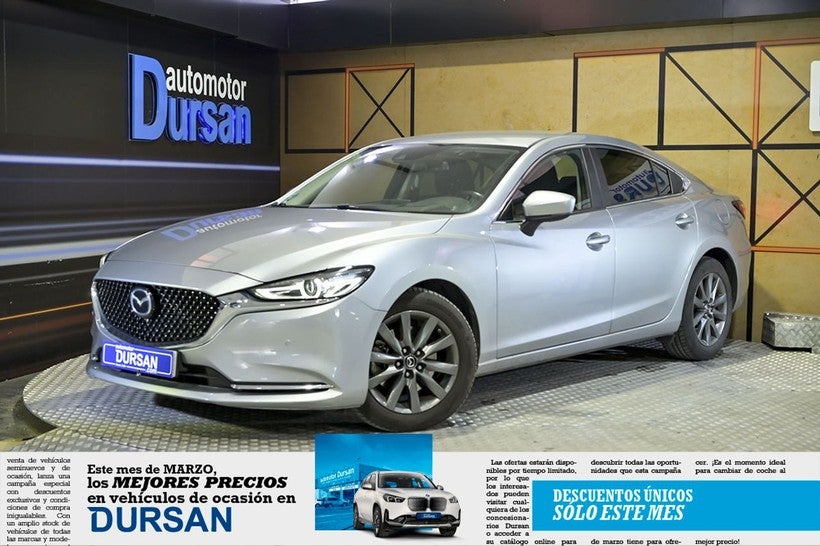 automotor
Dursan
automotor
DURSAN
.com
venta de vehículos
seminuevos y de
ocasión, lanza una
campaña especial
con descuentos
exclusivos y condi-
ciones de compra
inigualables. Con
un amplio stock de
vehículos de todas
las marcas y mode-
Este mes de MARZO,
los MEJORES PRECIOS
en vehículos de ocasión en
DURSAN
automotor Dursan
Las ofertas estarán dispo-
nibles por tiempo limitado,
por lo que
los interesa-
dos pueden
visitar cual-
quiera de los
concesiona-
rios Dursan
o acceder a
su catálogo online para
descubrir todas las oportu-
nidades que esta campaña
de marzo tiene para ofre-
cer. ¡Es el momento ideal
para cambiar de coche al
mejor precio!
DESCUENTOS ÚNICOS
SÓLO ESTE MES